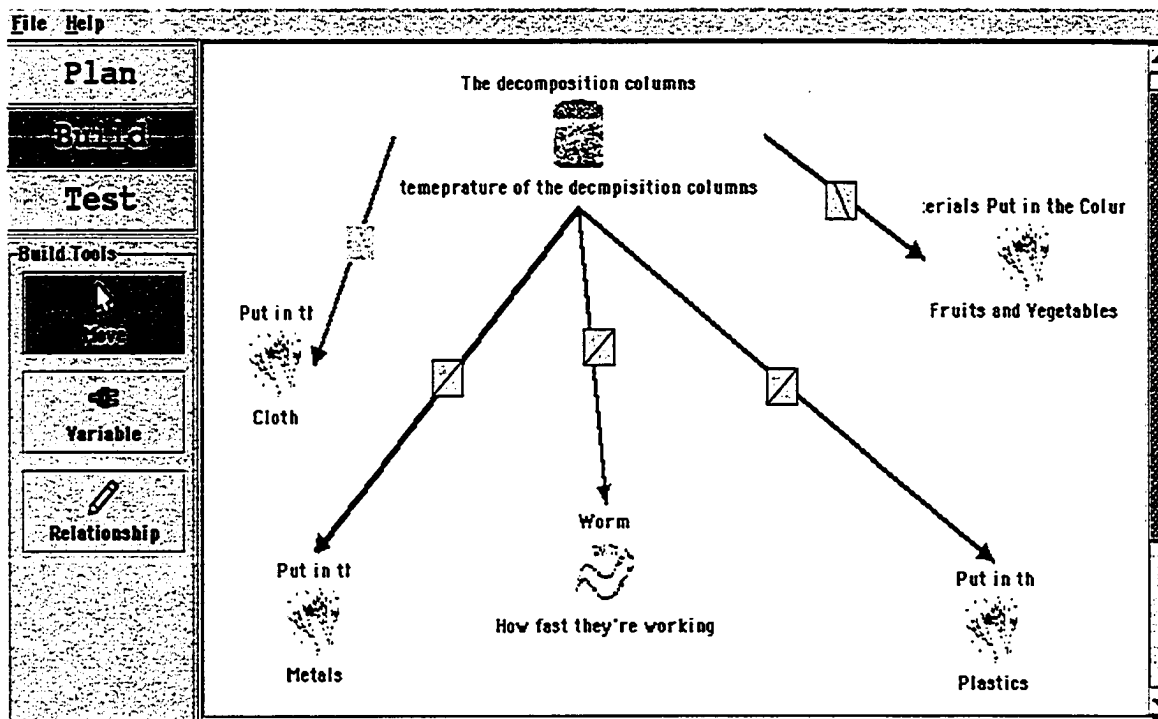 File Help
Plan
Build
Test
Build Tools
Move
Variable
Relationship
The decomposition columns
temeprature of the decmpisition columns
:erials Put in the Colur
Fruits and Vegetables
Put in tl
Cloth
Put in tl
Metals
Worm
How fast they're working
Put in th
Plastics